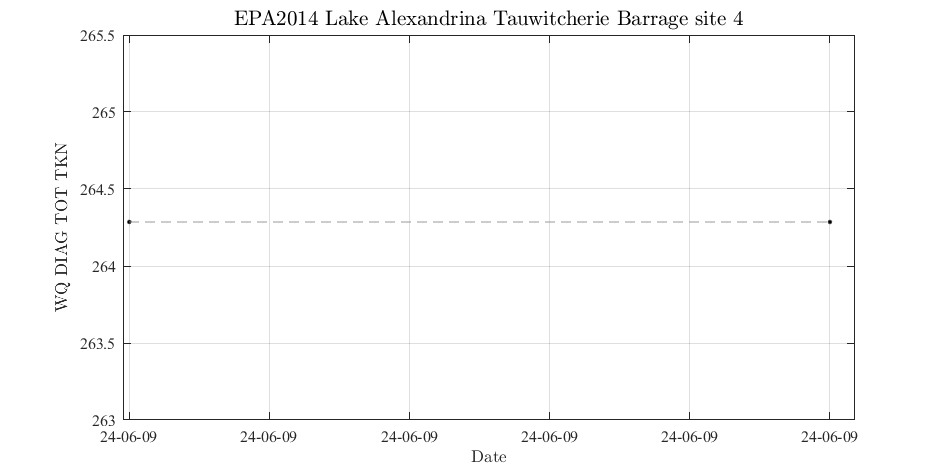 EPA2014 Lake Alexandrina Tauwitcherie Barrage site 4
265.5
265
264.5
264
263.5
263
WQ DIAG TOT TKN
24-06-09 24-06-09 24-06-09 24-06-09 24-06-09 24-06-09
Date